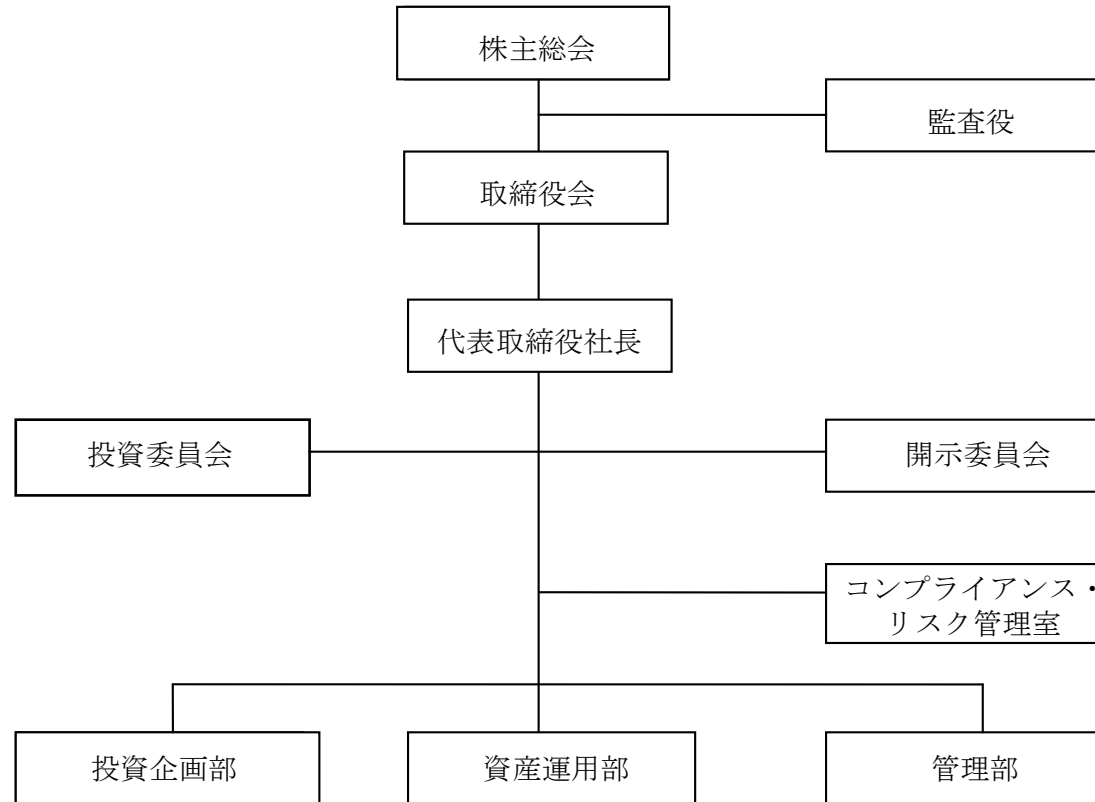 株主総会
監査役
取締役会
代表取締役社長
投資委員会
開示委員会
コンプライアンス・
リスク管理室
投資企画部
資産運用部
管理部